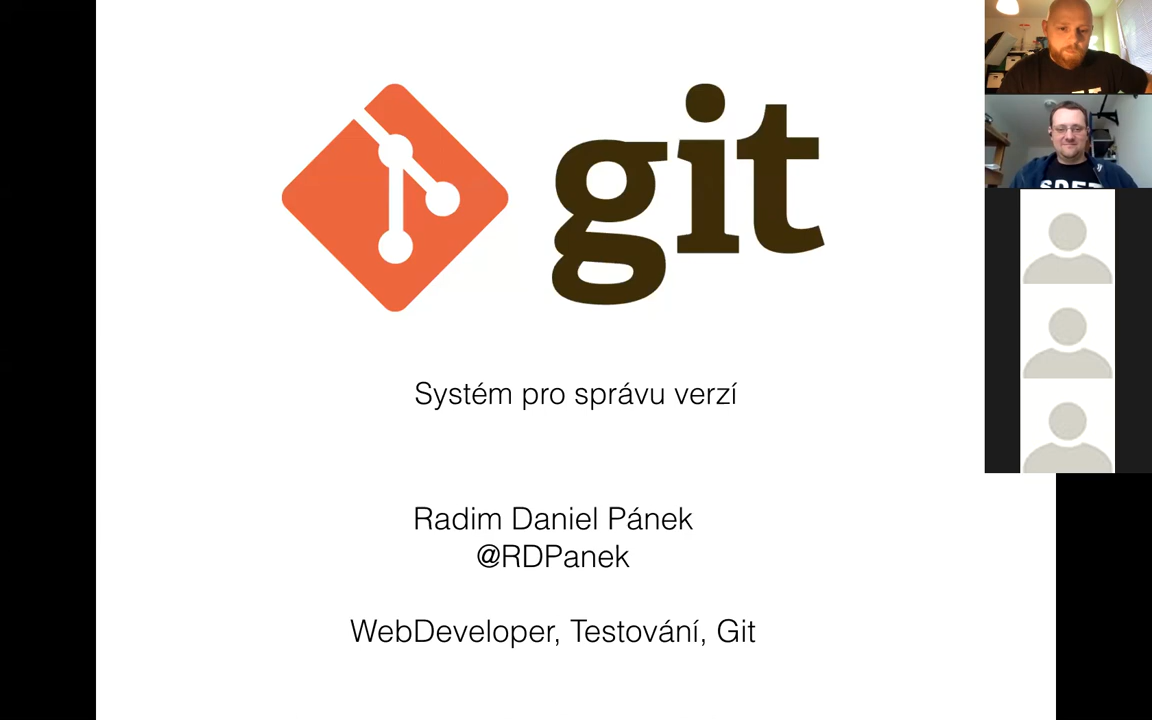 git
Systém pro správu verzí
Radim Daniel Pánek
@RDPanek
WebDeveloper, Testování, Git